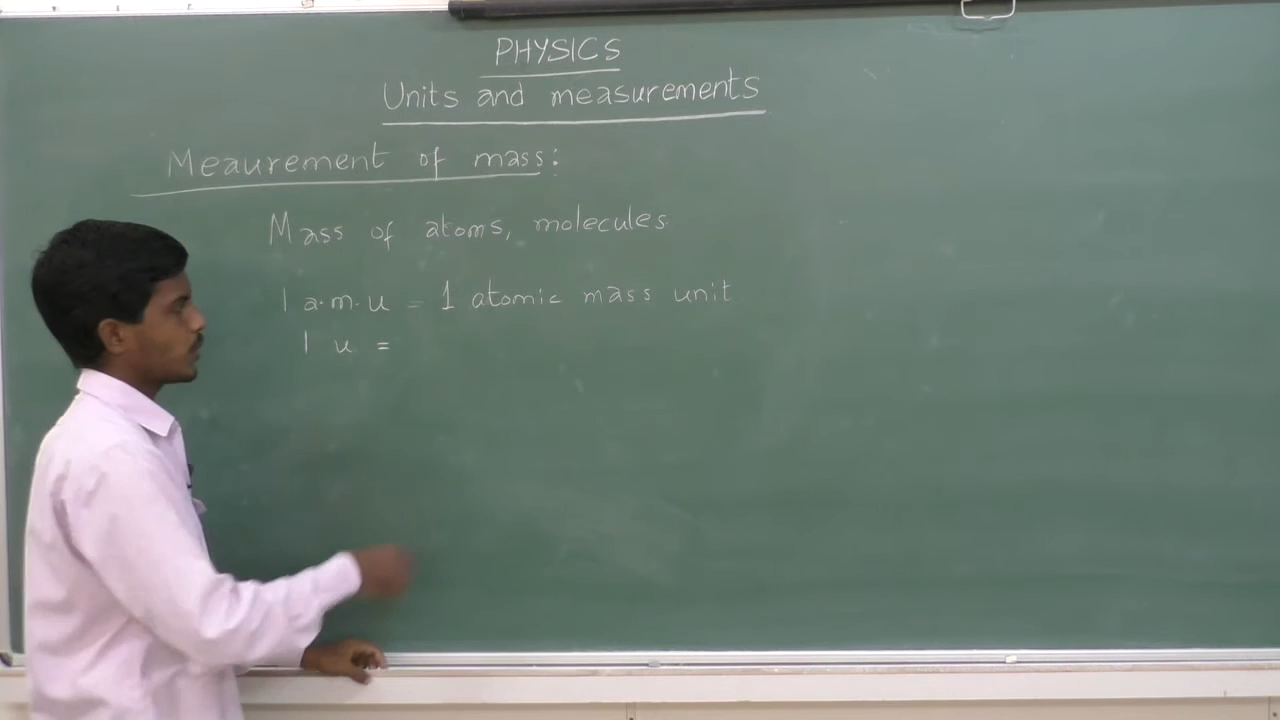 PHYSICS
Units and measurements
Meaurement of mass:
Mass of atoms, molecules
1 a.m.u = 1 atomic mass unit
1 u =